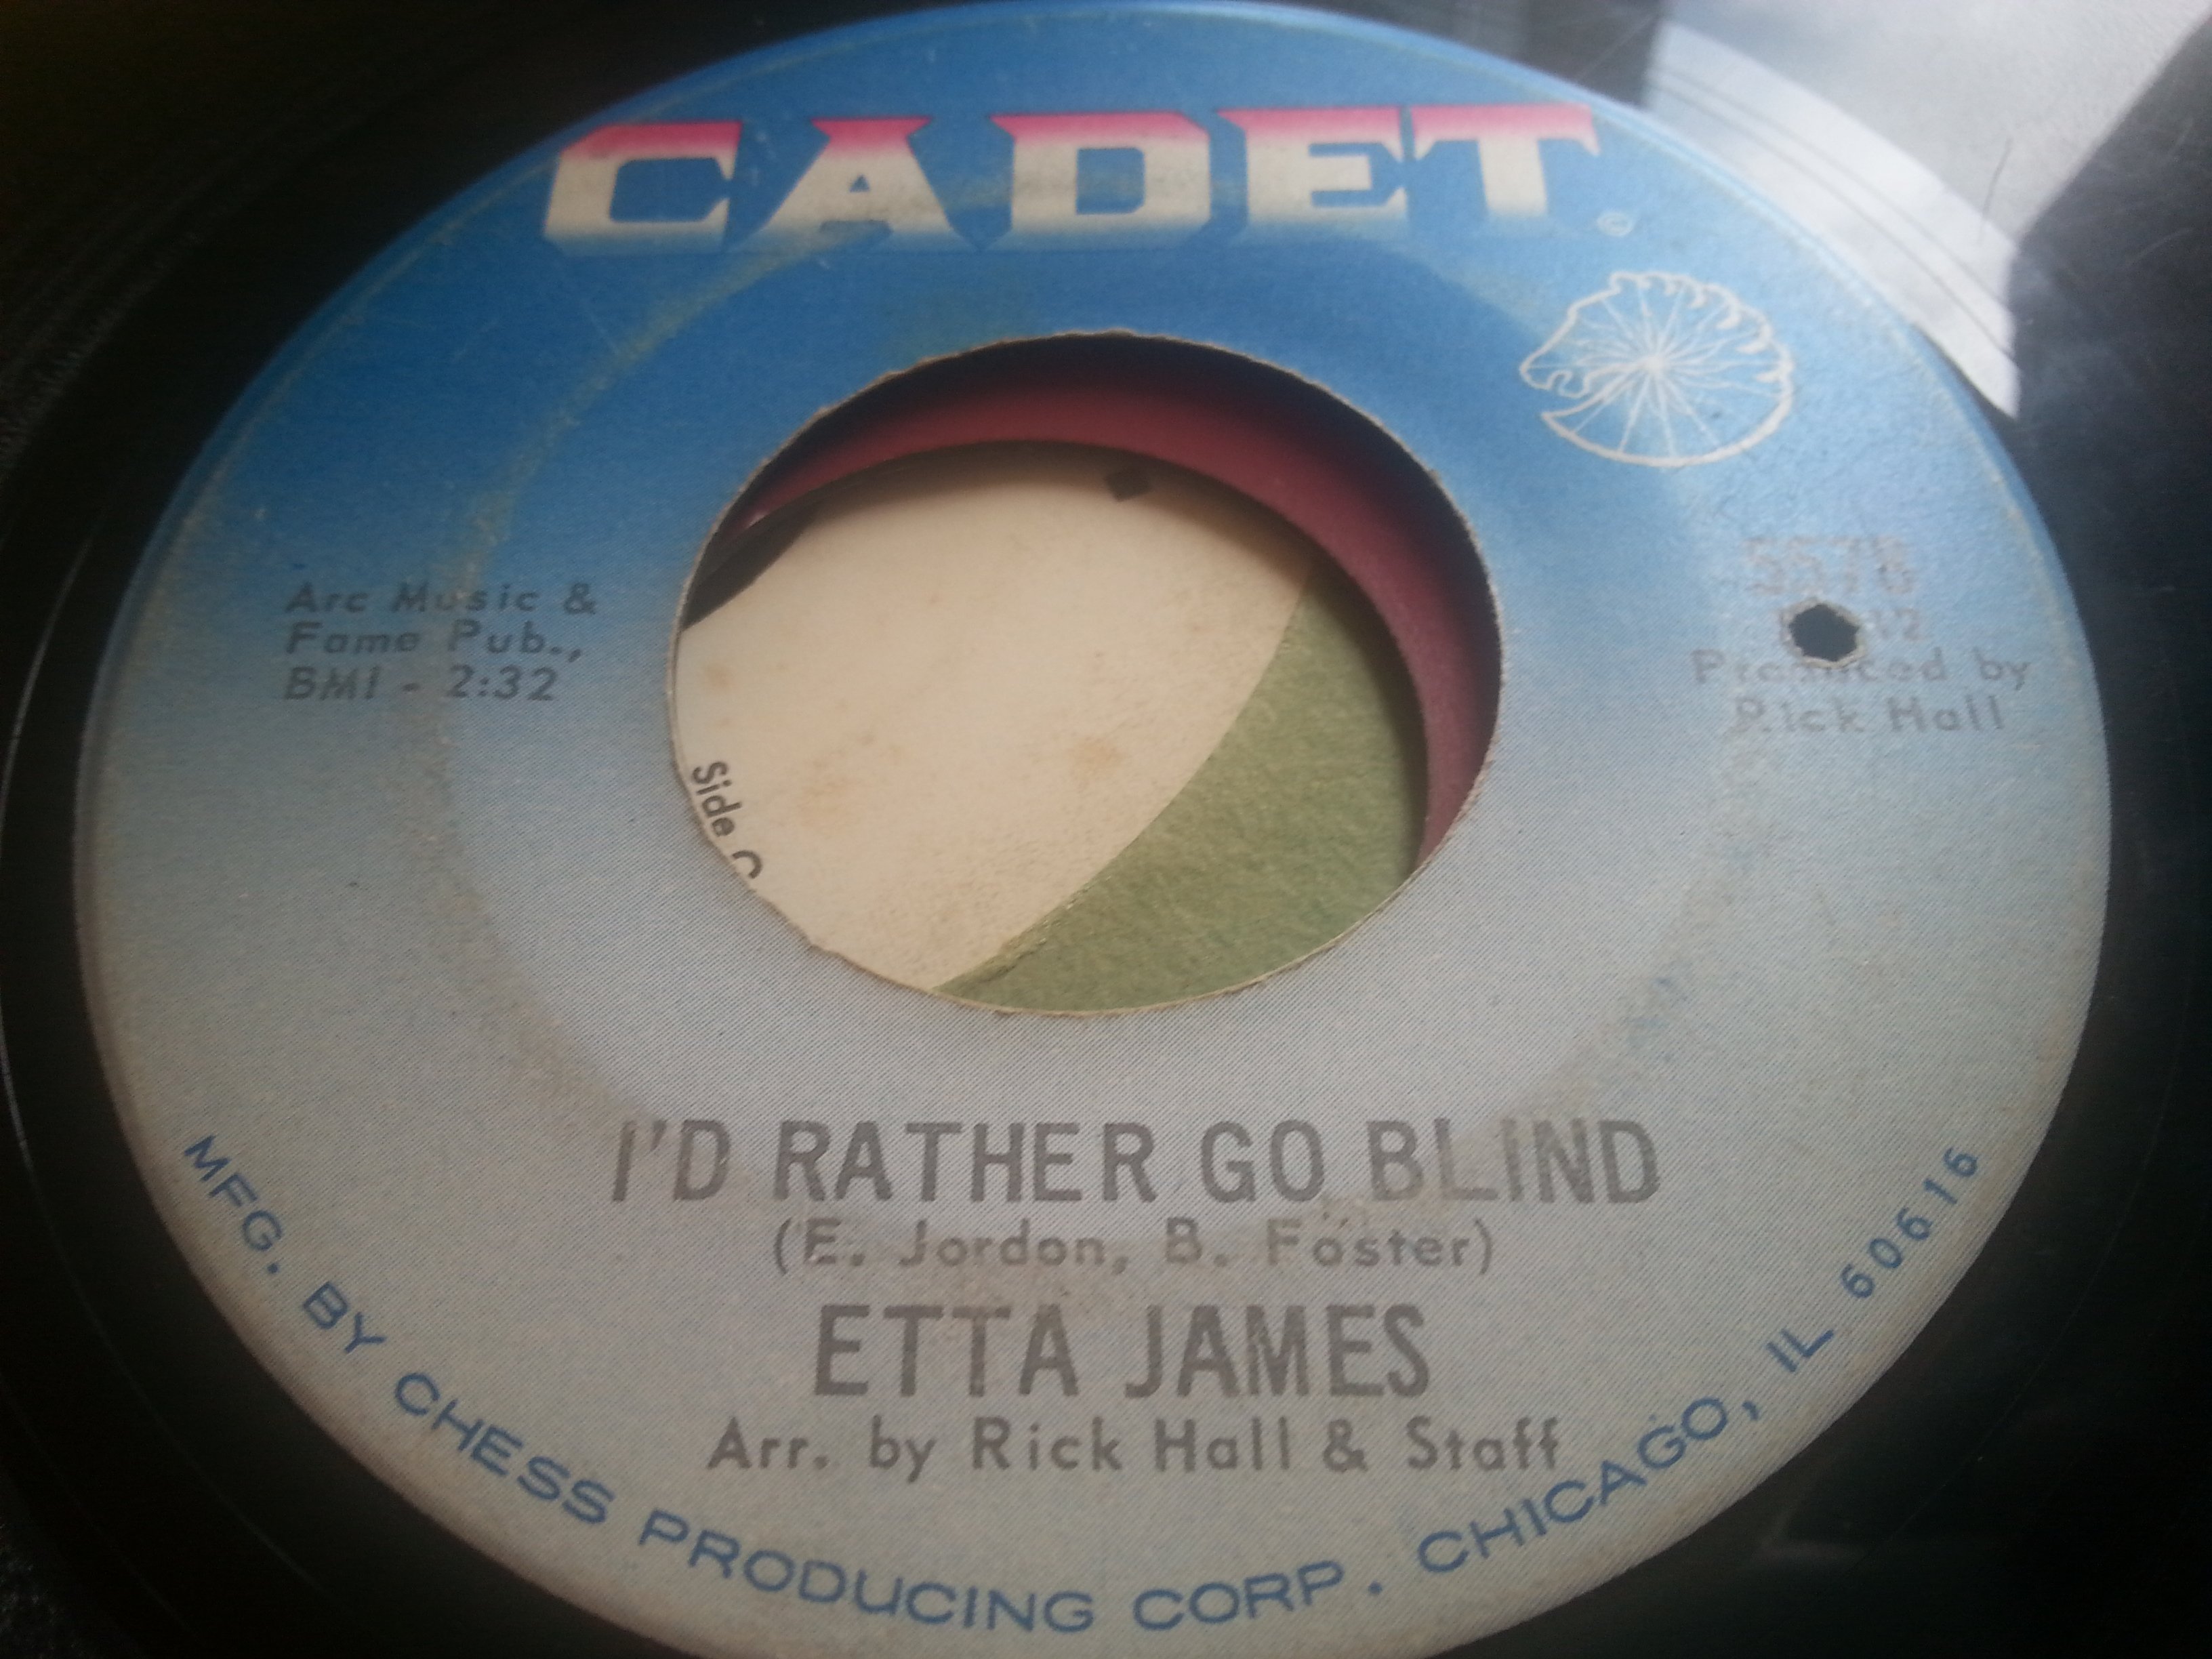 CADET
Arc Music &
Fame Pub.,
BMI - 2:32
5578
Produced by
Rick Hall
Side
I'D RATHER GO BLIND
(E. Jordon, B. Foster)
ETTA JAMES
Arr. by Rick Hall & Staff
MFG. BY CHESS PRODUCING CORP. CHICAGO, IL 60616